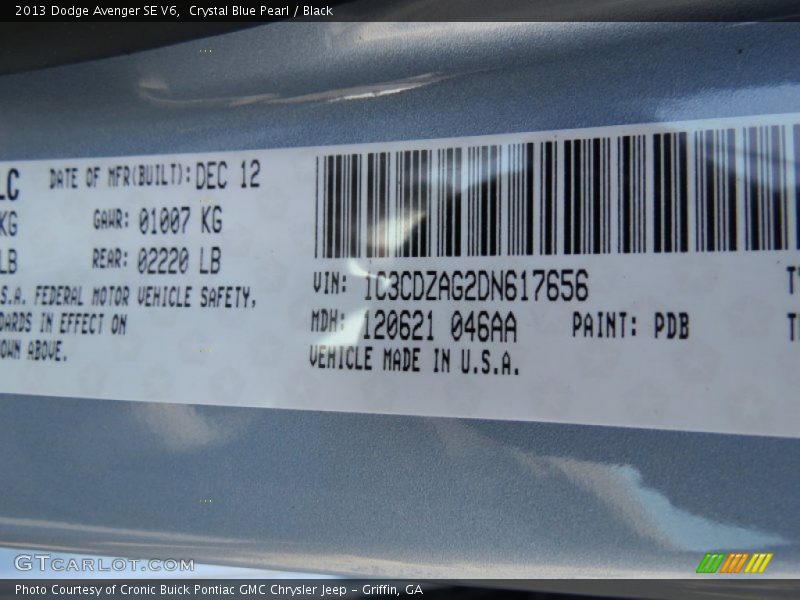 2013 Dodge Avenger SE V6, Crystal Blue Pearl / Black
LC DATE OF MFR(BUILT): DEC 12
KG GAWR: 01007 KG
LB REAR: 02220 LB
S.A. FEDERAL MOTOR VEHICLE SAFETY,
DARDS IN EFFECT ON
OWN ABOVE.
VIN: 1C3CDZAG2DN617656
MDH: 120621 046AA PAINT: PDB
VEHICLE MADE IN U.S.A.
GTCARLOT.COM
Photo Courtesy of Cronic Buick Pontiac GMC Chrysler Jeep - Griffin, GA